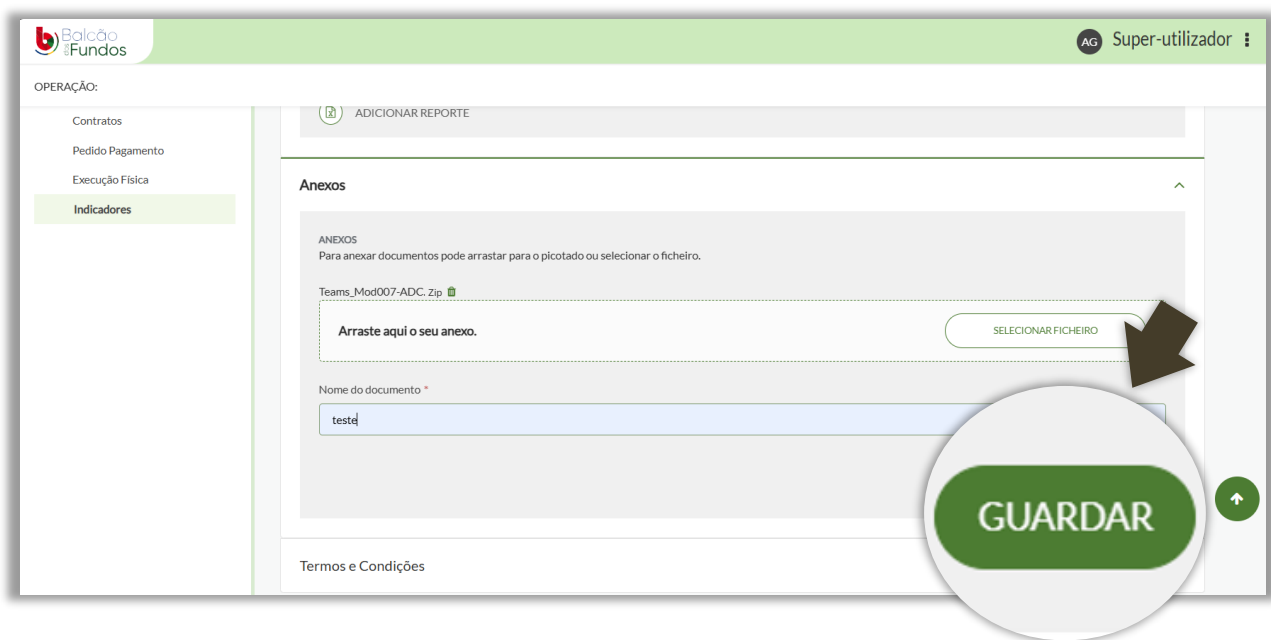 Balcão
dos
Fundos
AG Super-utilizador
OPERAÇÃO:
Contratos
Pedido Pagamento
Execução Física
Indicadores
ADICIONAR REPORTE
Anexos
ANEXOS
Para anexar documentos pode arrastar para o picotado ou selecionar o ficheiro.
Teams_Mod007-ADC. Zip
Arraste aqui o seu anexo.
SELECIONAR FICHEIRO
Nome do documento *
teste
GUARDAR
Termos e Condições